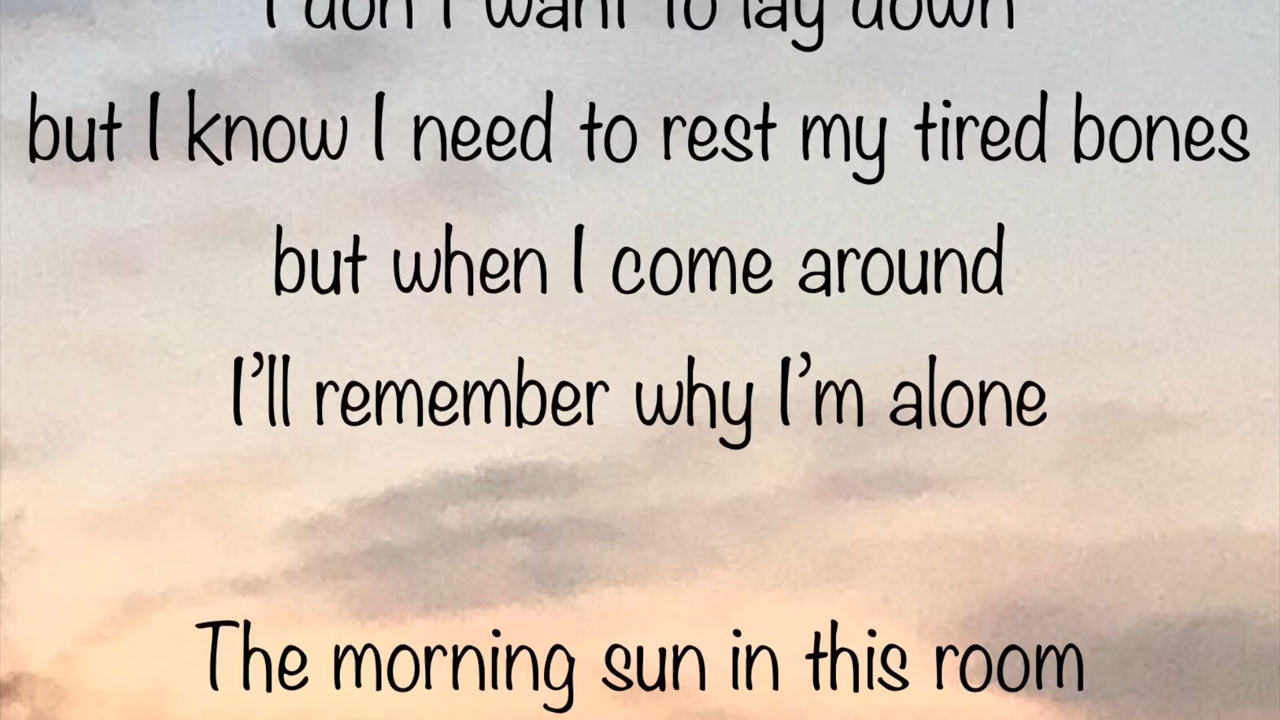 I don't want to lay down
but I know I need to rest my tired bones
but when I come around
I’ll remember why I’m alone
The morning sun in this room